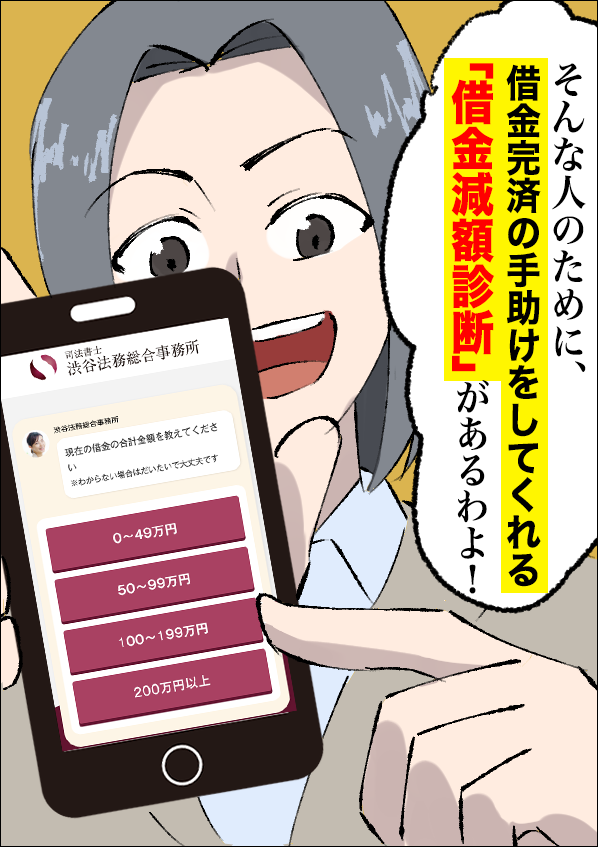 そんな人のために、
借金完済の手助けをしてくれる
「借金減額診断」があるわよ！
司法書士
渋谷法務総合事務所
渋谷法務総合事務所
現在の借金の合計金額を教えてくださ
い
※わからない場合はだいたいで大丈夫です
0〜49万円
50〜99万円
100〜199万円
200万円以上